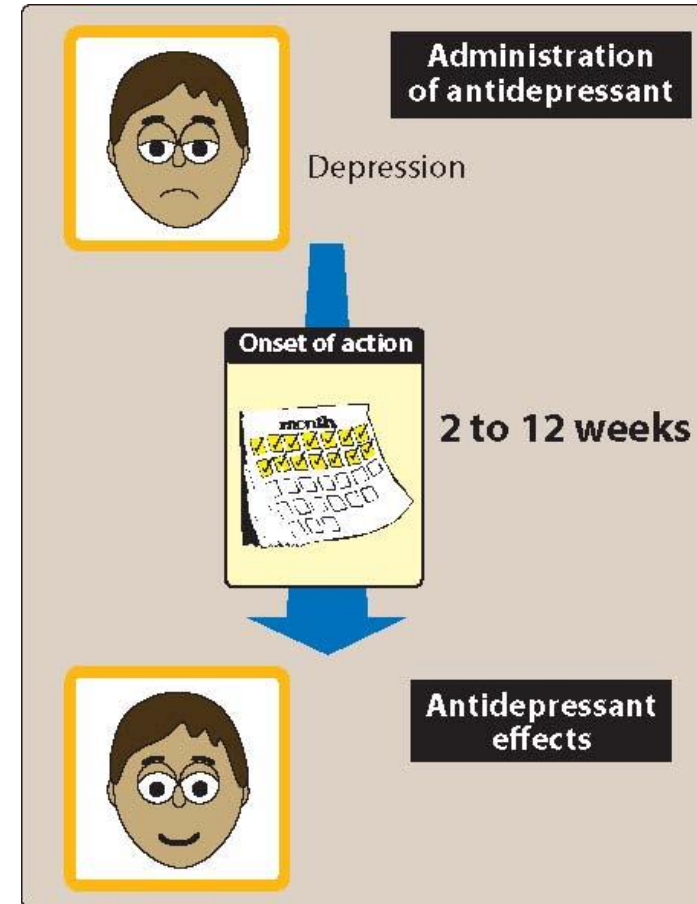 Administration
of antidepressant
Depression
Onset of action
month
2 to 12 weeks
Antidepressant
effects